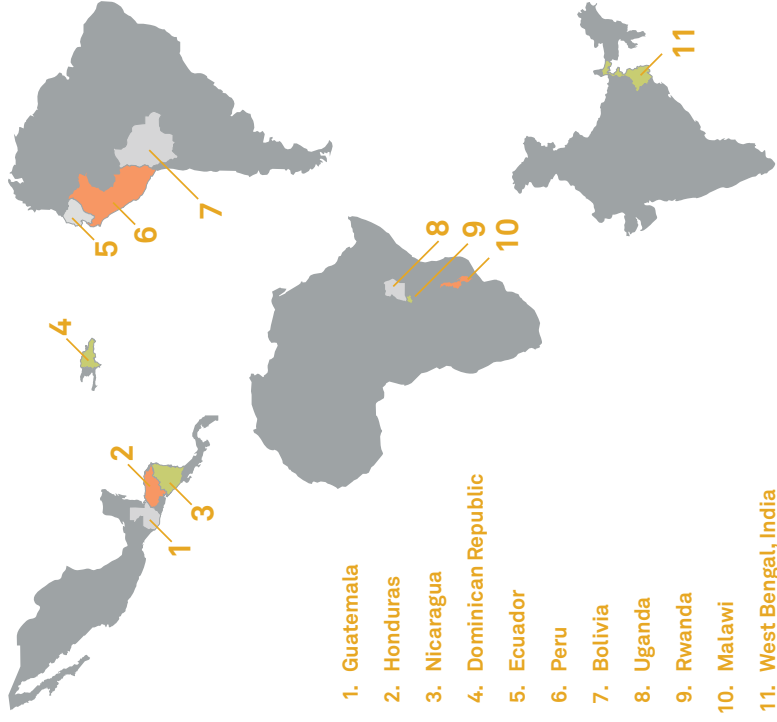 1
2
3
4
5
6
7
8
9
10
11
1. Guatemala
2. Honduras
3. Nicaragua
4. Dominican Republic
5. Ecuador
6. Peru
7. Bolivia
8. Uganda
9. Rwanda
10. Malawi
11. West Bengal, India